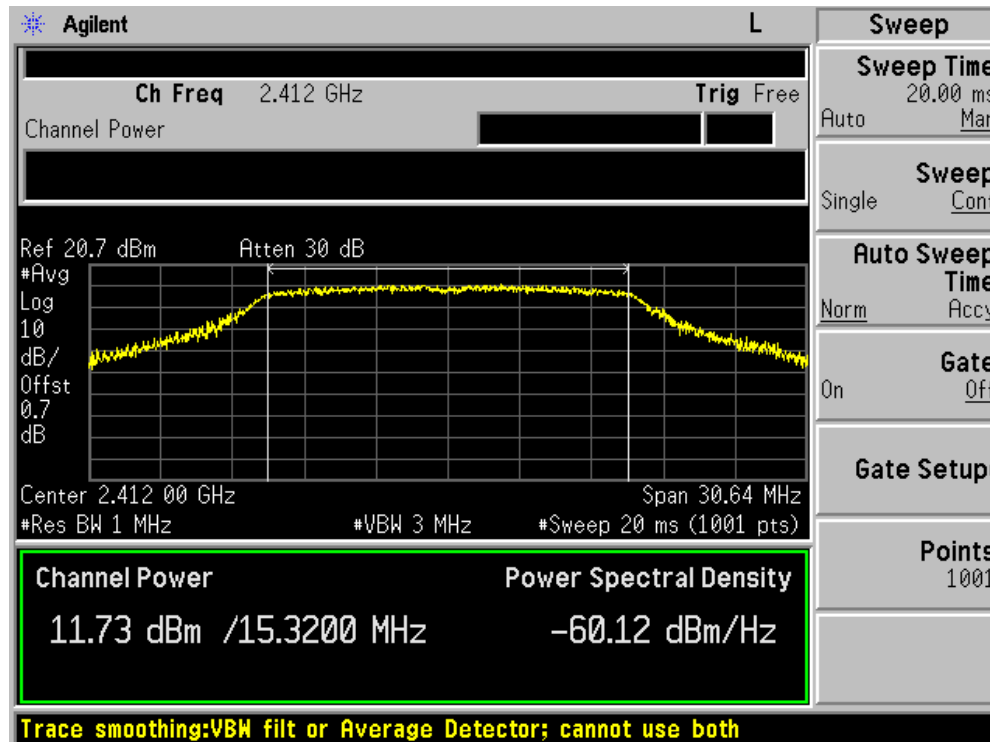 Agilent L
Ch Freq 2.412 GHz Trig Free
Channel Power
Ref 20.7 dBm Atten 30 dB
#Avg
Log
10
dB/
Offst
0.7
dB
Center 2.412 00 GHz Span 30.64 MHz
#Res BW 1 MHz #VBW 3 MHz #Sweep 20 ms (1001 pts)
Channel Power Power Spectral Density
11.73 dBm /15.3200 MHz -60.12 dBm/Hz
Trace smoothing:VBW filt or Average Detector; cannot use both
Sweep
Sweep Time
20.00 ms
Auto Man
Sweep
Single Cont
Auto Sweep
Time
Norm Accy
Gate
On Off
Gate Setup
Points
1001